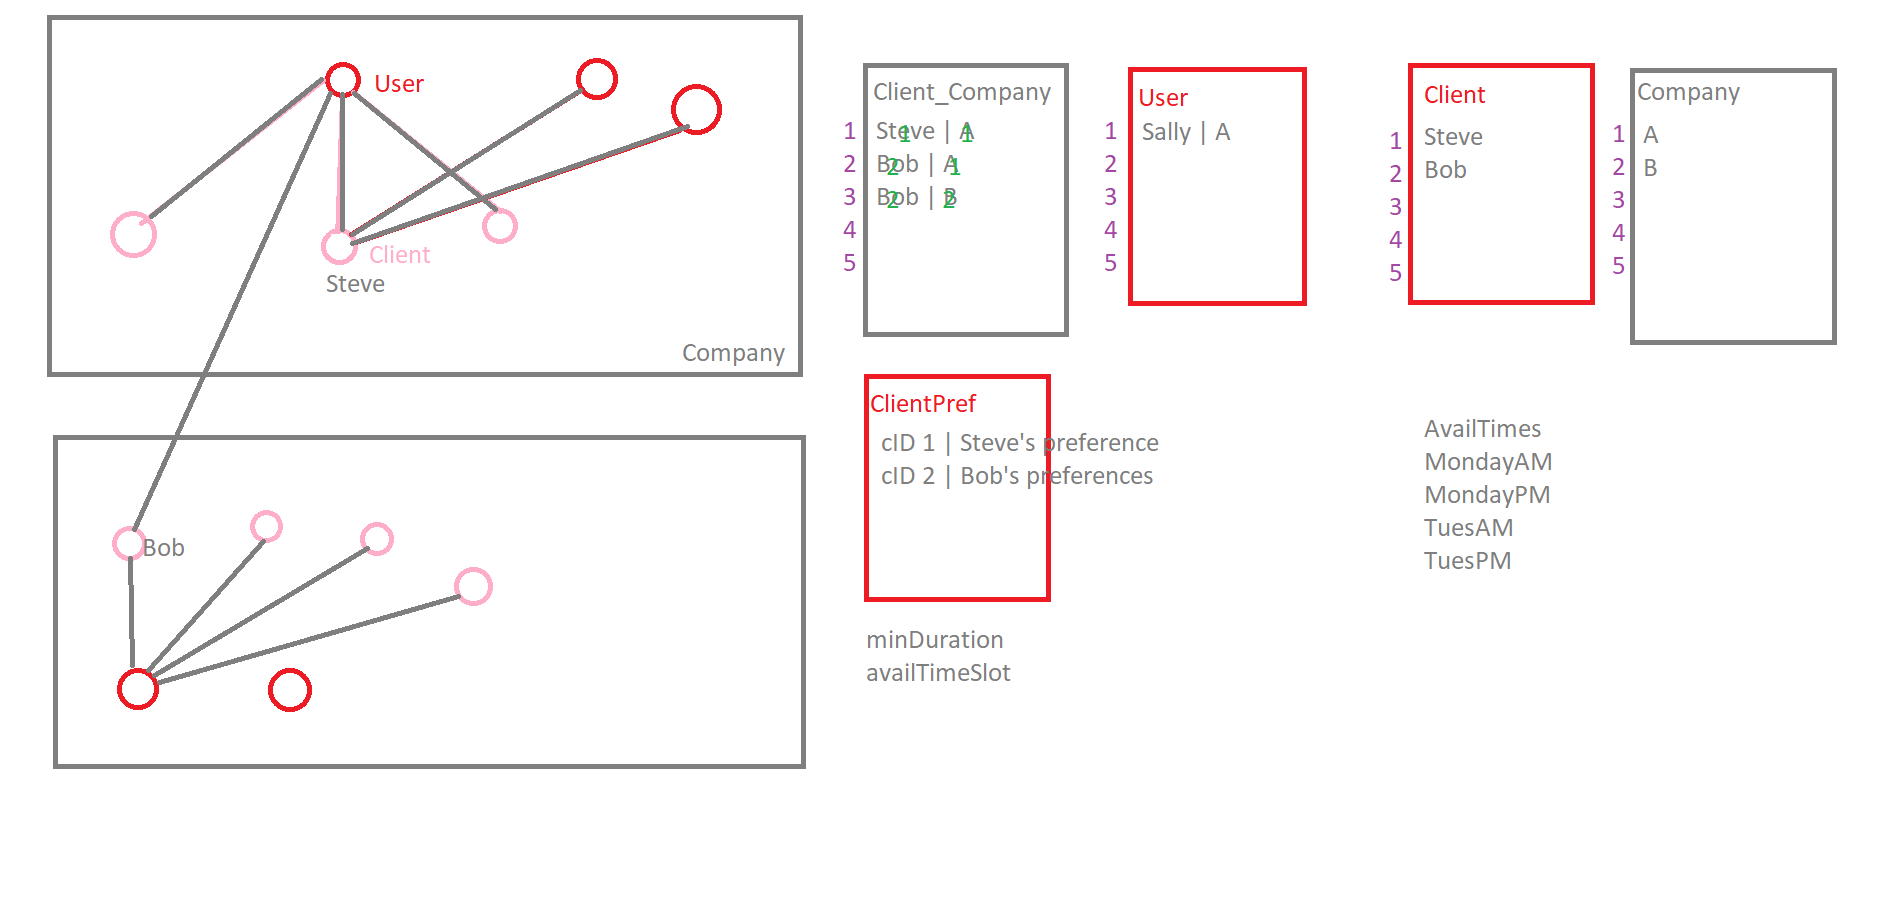 User
Client
Steve
Company
Bob
Client_Company
1 Steve | A 1 1
2 Bob | A 2 1
3 Bob | B 2 2
4
5
User
1 Sally | A
2
3
4
5
Client
1 Steve
2 Bob
3
4
5
Company
1 A
2 B
3
4
5
ClientPref
cID 1 | Steve's preference
cID 2 | Bob's preferences
minDuration
availTimeSlot
AvailTimes
MondayAM
MondayPM
TuesAM
TuesPM